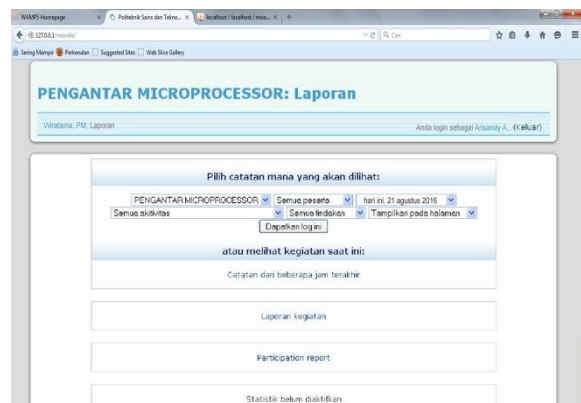 WAMP5 Homepage
Politeknik Sains dan Tekno...
localhost / localhost / moo...
127.0.0.1/moodle/
Cari
Sering Mampir Perkenalan Suggested Sites Web Slice Gallery
PENGANTAR MICROPROCESSOR: Laporan
Wiratama, PM, Laporan
Anda login sebagai Arisandy A.. (Keluar)
Pilih catatan mana yang akan dilihat:
PENGANTAR MICROPROCESSOR Semua peserta hari ini, 21 agustus 2016
Semua aktivitas Semua tindakan Tampilkan pada halaman
Dapatkan log ini
atau melihat kegiatan saat ini:
Catatan dari beberapa jam terakhir
Laporan kegiatan
Participation report
Statistik belum diaktifkan